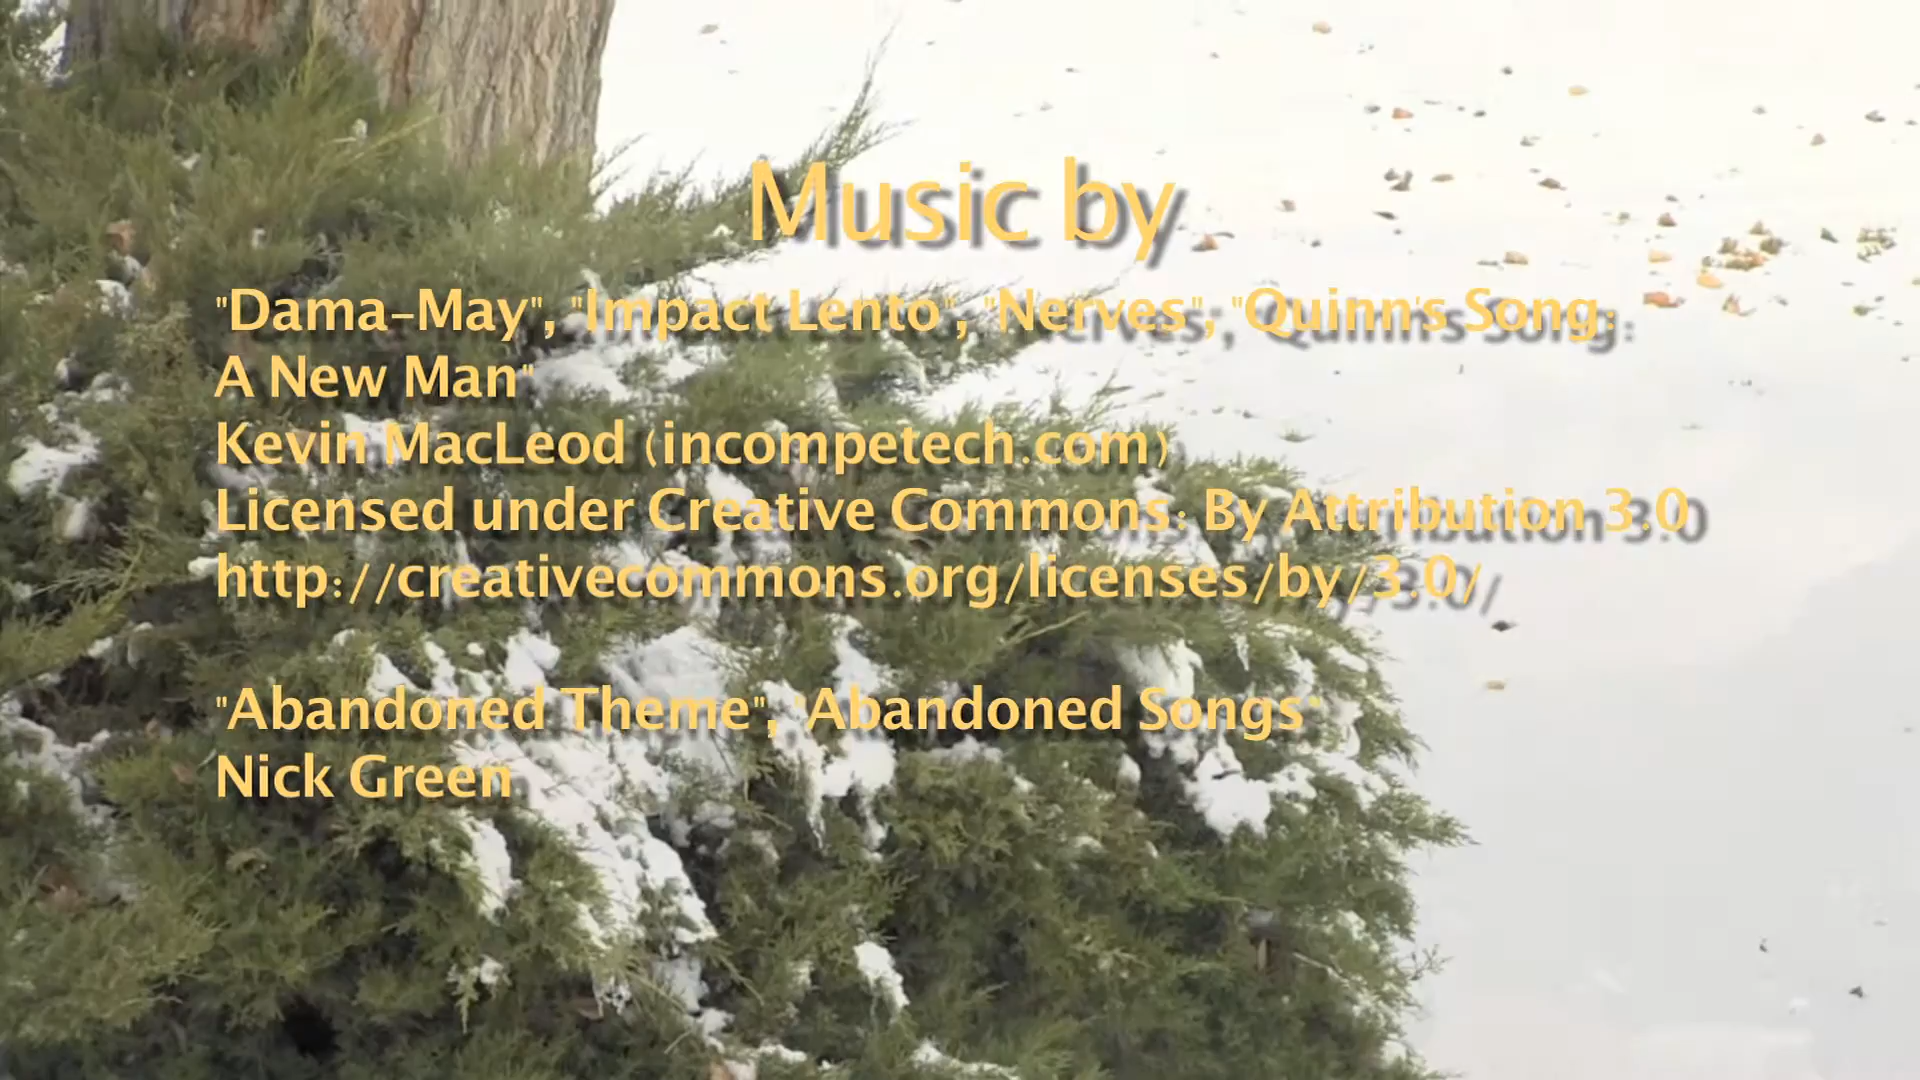 Music by
"Dama-May", "Impact Lento", "Nerves", "Quinn's Song:
A New Man"
Kevin MacLeod (incompetech.com)
Licensed under Creative Commons: By Attribution 3.0
http://creativecommons.org/licenses/by/3.0/
"Abandoned Theme", "Abandoned Songs"
Nick Green